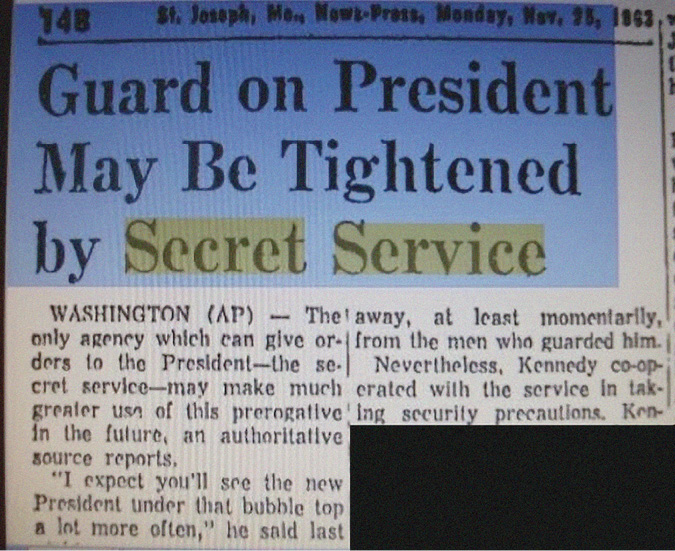 14B St. Joseph, Mo., News-Press, Monday, Nov. 25, 1963
Guard on President
May Be Tightened
by Secret Service
WASHINGTON (AP) — The
only agency which can give or-
ders to the President—the se-
cret service—may make much
greater use of this prerogative
in the future, an authoritative
source reports.
"I expect you'll see the new
President under that bubble top
a lot more often," he said last
away, at least momentarily,
from the men who guarded him.
Nevertheless, Kennedy co-op-
erated with the service in tak-
ing security precautions. Ken-